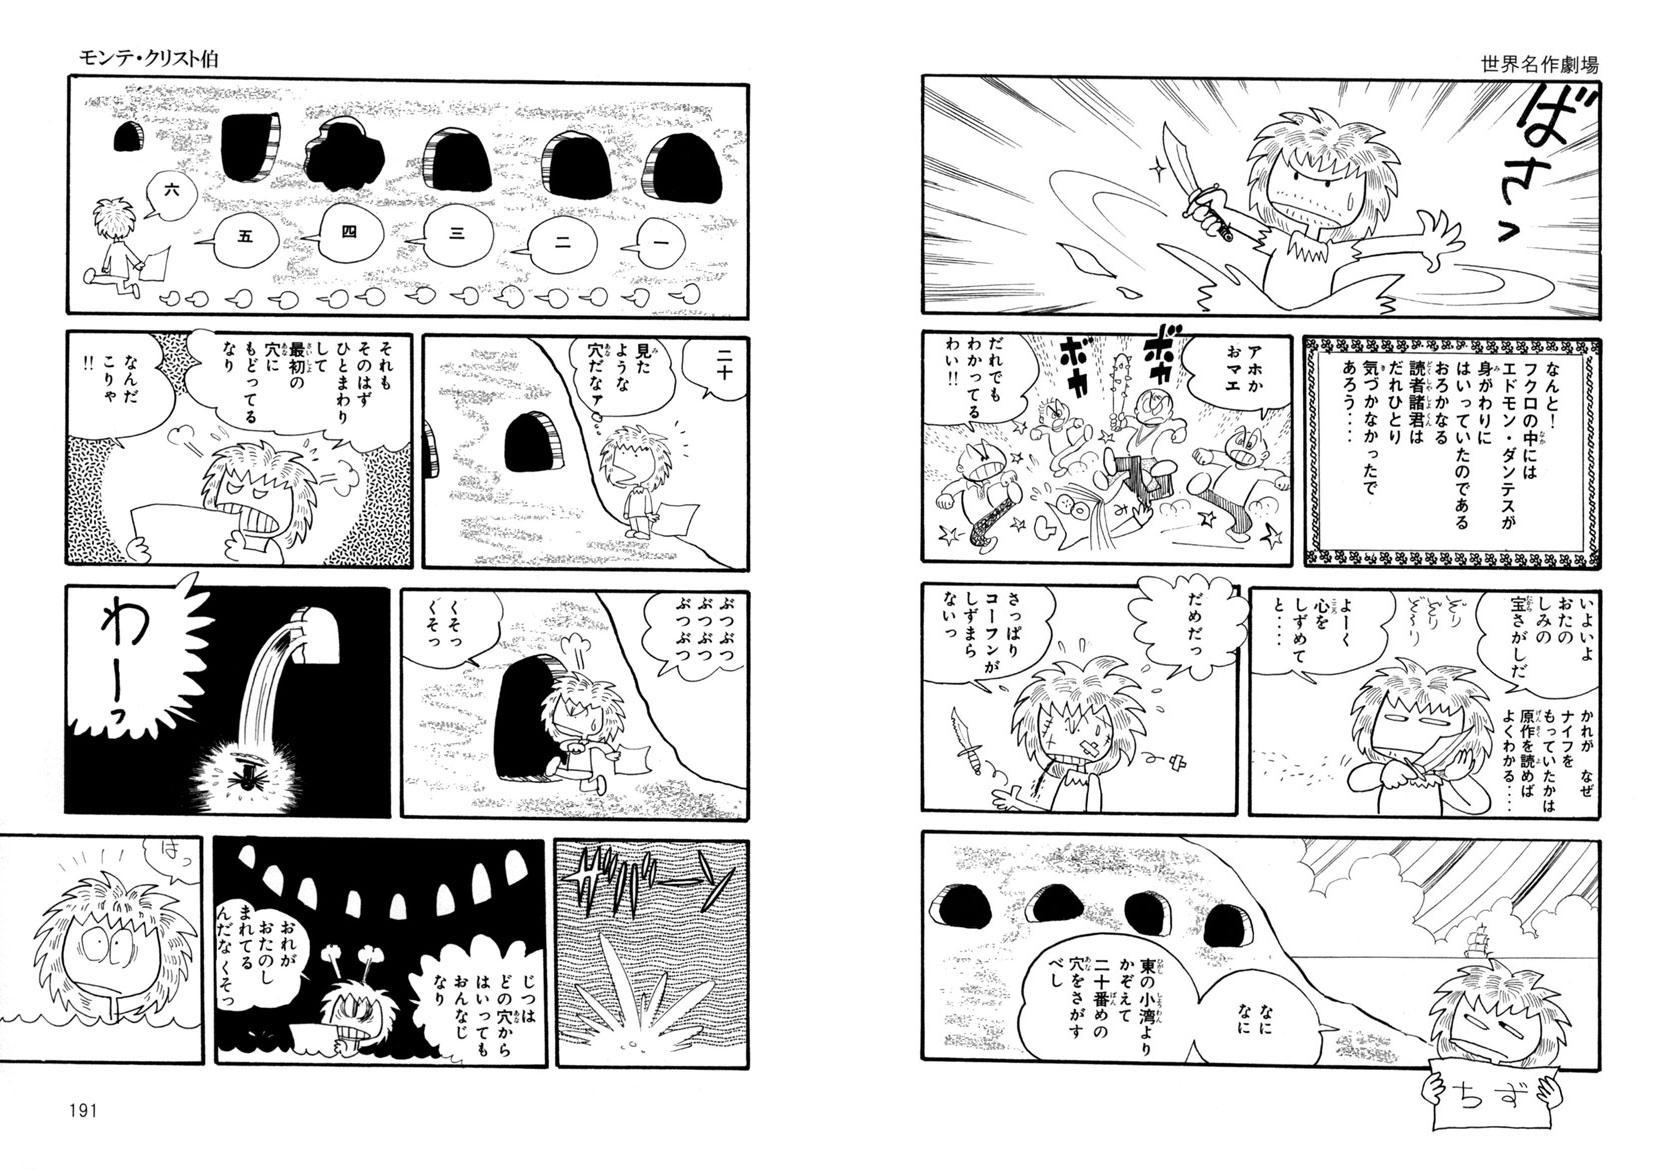 世界名作劇場
ばさっ
なんと!
フクロの中には
エドモン・ダンテスが
身がわりに
はいっていたのである
おろかなる
読者諸君は
だれひとり
気づかなかったで
あろう‥‥
アホか
おマエ
ボカ
ボカ
だれでも
わかってる
わい!!
いよいよ
おたの
しみの
宝さがしだ
ぞり
ぞり
ぞ〜り
よーく
心を
しずめて
と‥‥
かれが なぜ
ナイフを
もっていたかは
原作を読めば
よくわかる‥‥
だめだっ
さっぱり
コーフンが
しずまら
ないっ
なに
なに
東の小湾より
かぞえて
二十番めの
穴をさがす
べし
ちず
モンテ・クリスト伯
一
二
三
四
五
六
二十
見た
ような
穴だなァ
それも
そのはず
ひとまわり
して
最初の
穴に
もどってる
なり
なんだ
こりゃ
!!
ぶつぶつ
ぶつぶつ
ぶつぶつ
くそっ
くそっ
わーっ
ザザザーン
じつは
どの穴から
はいっても
おんなじ
なり
おれが
おたのし
まれてる
んだな くそっ
はっ
191